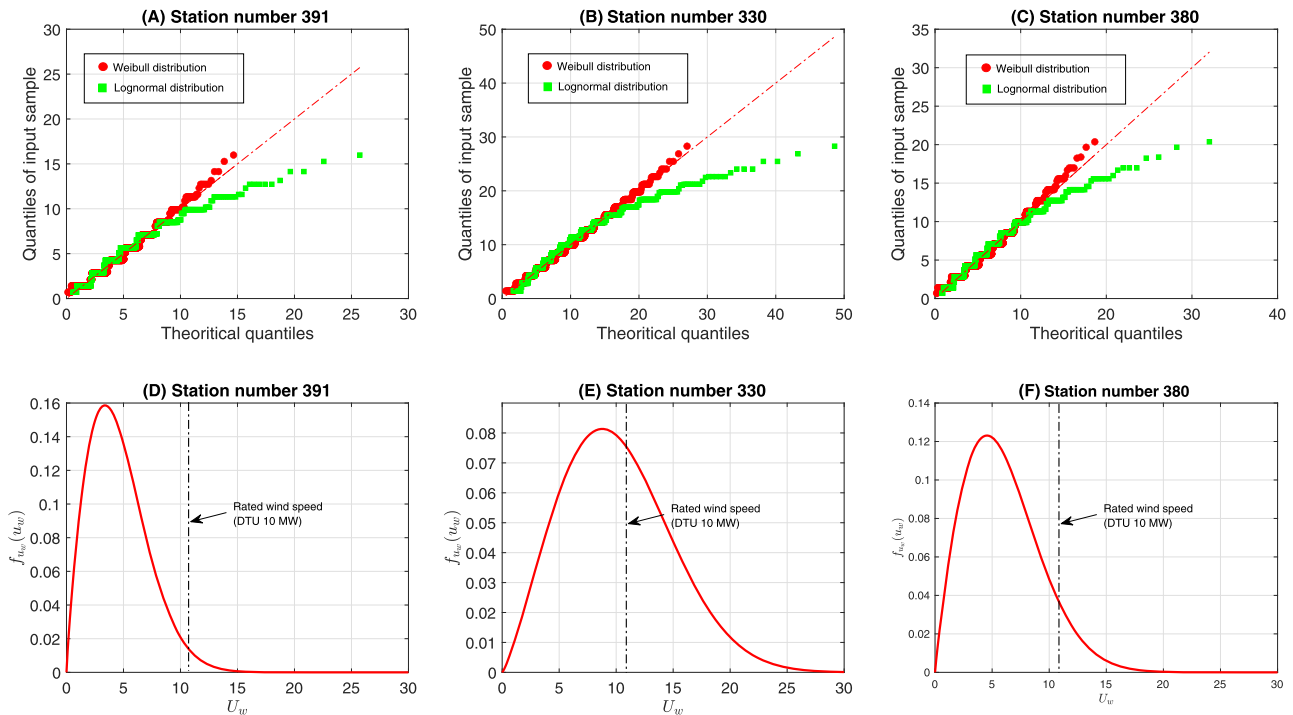 (A) Station number 391
30
25
20
15
10
5
0
Quantiles of input sample
Weibull distribution
Lognormal distribution
0 5 10 15 20 25 30
Theoritical quantiles
(B) Station number 330
50
40
30
20
10
0
Quantiles of input sample
Weibull distribution
Lognormal distribution
0 10 20 30 40 50
Theoritical quantiles
(C) Station number 380
35
30
25
20
15
10
5
0
Quantiles of input sample
Weibull distribution
Lognormal distribution
0 10 20 30 40
Theoritical quantiles
(D) Station number 391
0.16
0.14
0.12
0.1
0.08
0.06
0.04
0.02
0
f_{u_w}(u_w)
Rated wind speed
(DTU 10 MW)
0 5 10 15 20 25 30
U_w
(E) Station number 330
0.08
0.07
0.06
0.05
0.04
0.03
0.02
0.01
0
f_{u_w}(u_w)
Rated wind speed
(DTU 10 MW)
0 5 10 15 20 25 30
U_w
(F) Station number 380
0.14
0.12
0.1
0.08
0.06
0.04
0.02
0
f_{u_w}(u_w)
Rated wind speed
(DTU 10 MW)
0 5 10 15 20 25 30
U_w